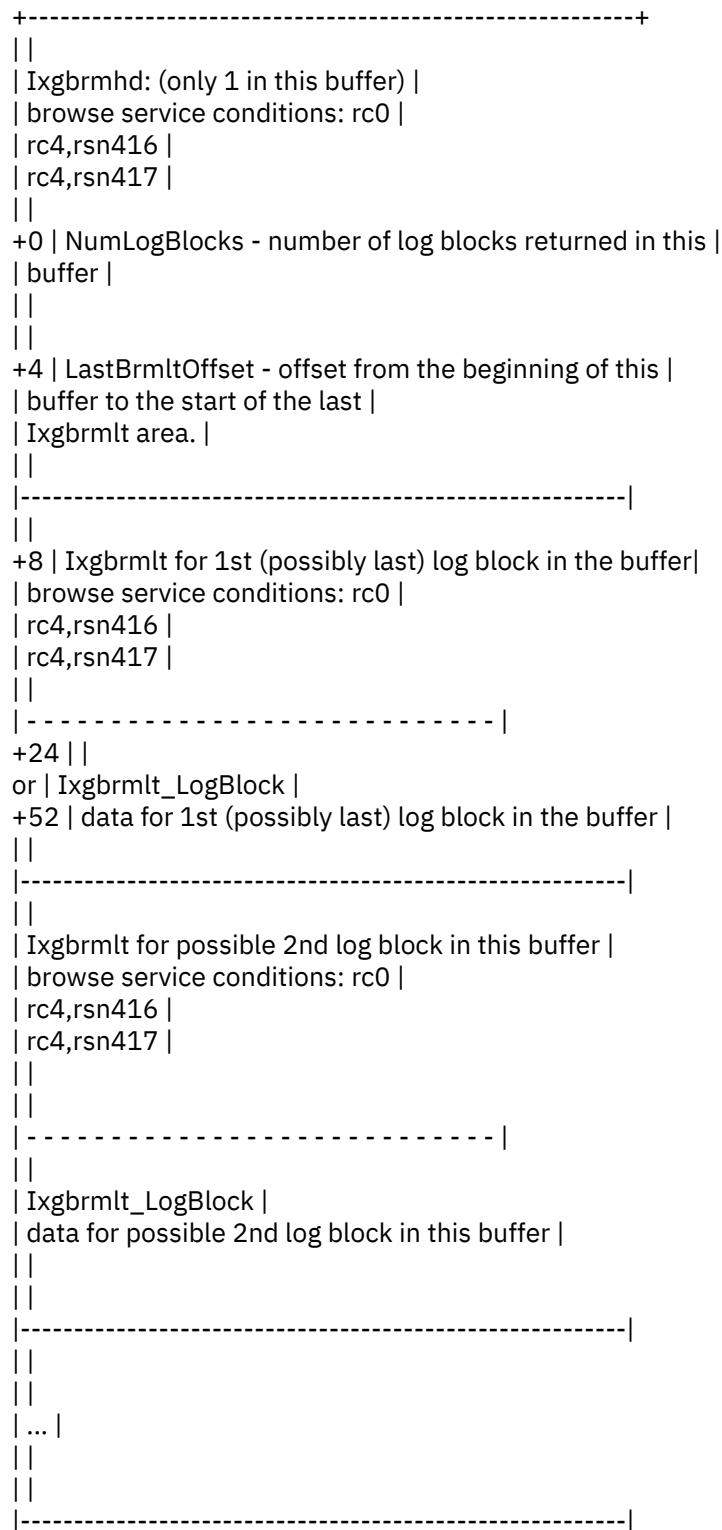 +---------------------------------------------------------+
| |
| Ixgbrmhd: (only 1 in this buffer) |
| browse service conditions: rc0 |
| rc4,rsn416 |
| rc4,rsn417 |
| |
+0 | NumLogBlocks - number of log blocks returned in this |
| buffer |
| |
| |
+4 | LastBrmltOffset - offset from the beginning of this |
| buffer to the start of the last |
| Ixgbrmlt area. |
| |
|---------------------------------------------------------|
| |
+8 | Ixgbrmlt for 1st (possibly last) log block in the buffer|
| browse service conditions: rc0 |
| rc4,rsn416 |
| rc4,rsn417 |
| |
| - - - - - - - - - - - - - - - - - - - - - - - - - - - - |
+24 | |
or | Ixgbrmlt_LogBlock |
+52 | data for 1st (possibly last) log block in the buffer |
| |
|---------------------------------------------------------|
| |
| Ixgbrmlt for possible 2nd log block in this buffer |
| browse service conditions: rc0 |
| rc4,rsn416 |
| rc4,rsn417 |
| |
| |
| - - - - - - - - - - - - - - - - - - - - - - - - - - - - |
| |
| Ixgbrmlt_LogBlock |
| data for possible 2nd log block in this buffer |
| |
| |
|---------------------------------------------------------|
| |
| |
| ... |
| |
| |
|---------------------------------------------------------|